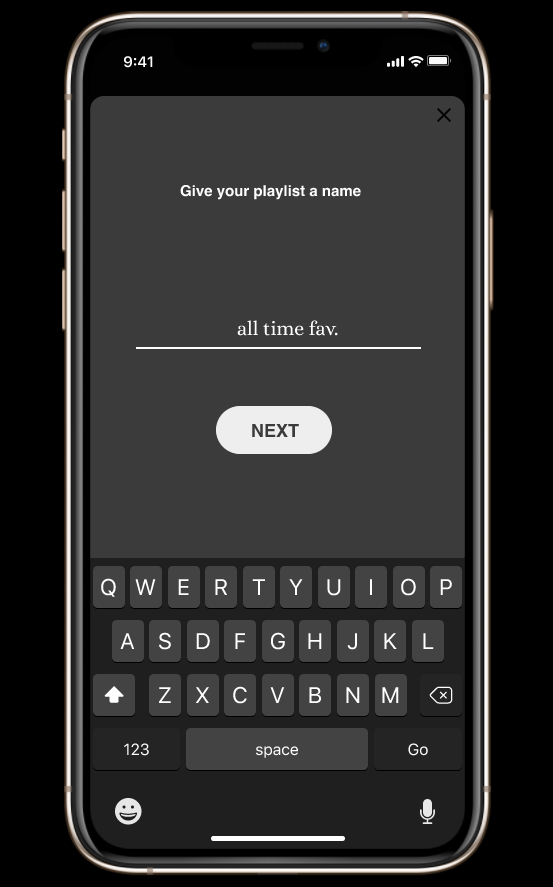 9:41
Give your playlist a name
all time fav.
NEXT
Q W E R T Y U I O P
A S D F G H J K L
Z X C V B N M
123 space Go